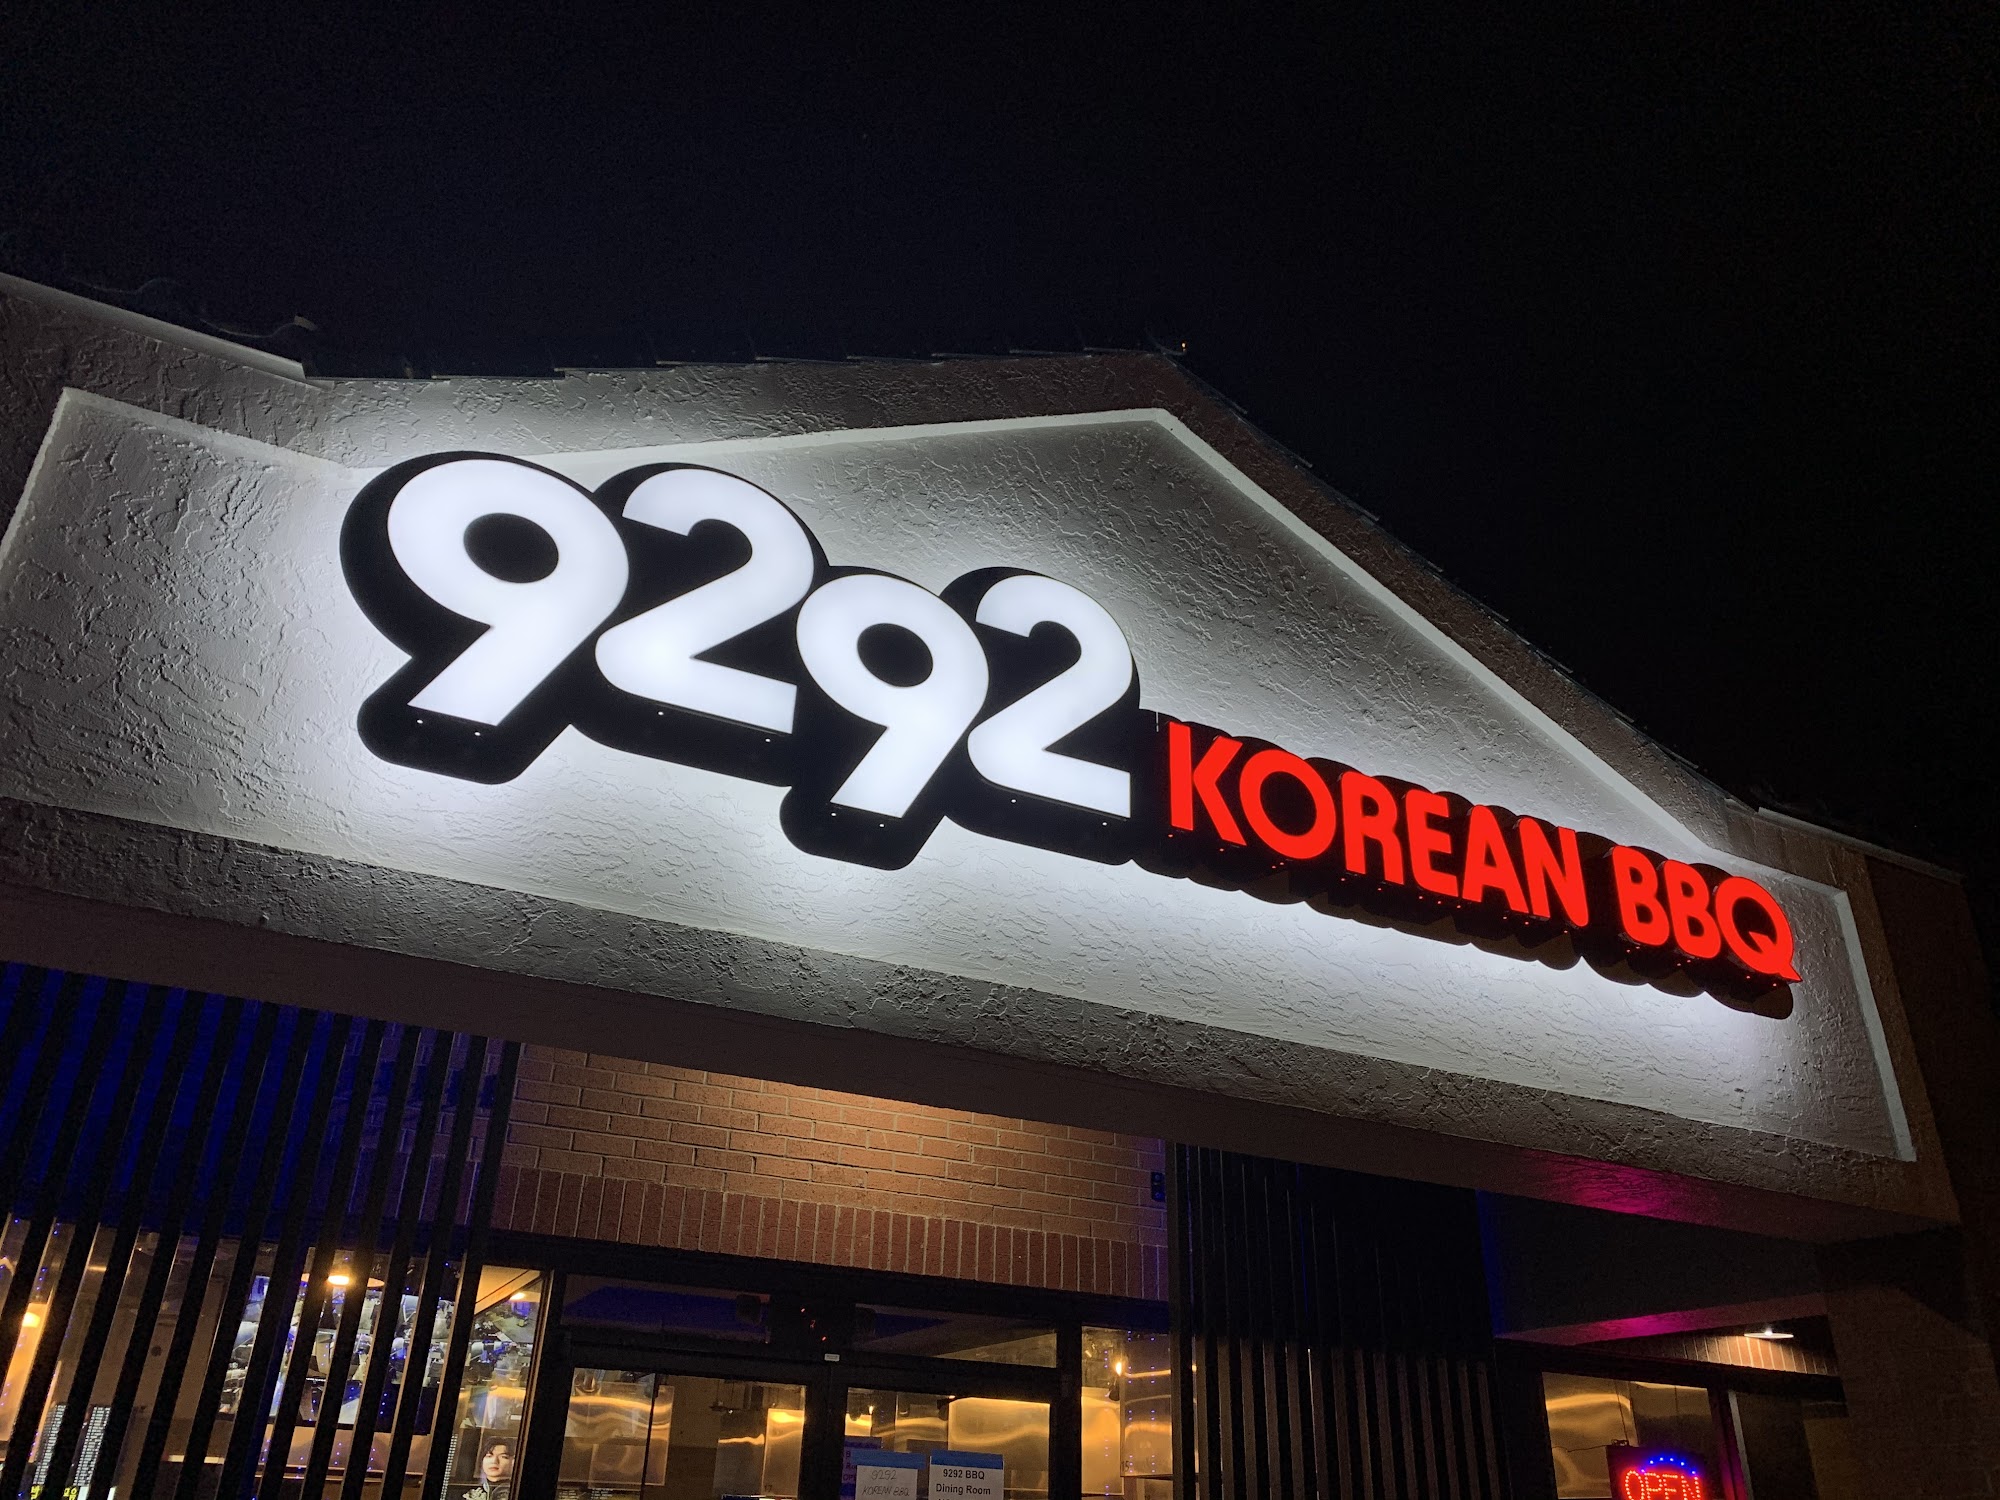 9292
KOREAN BBQ
9292
KOREAN BBQ
9292 BBQ
Dining Room
OPEN